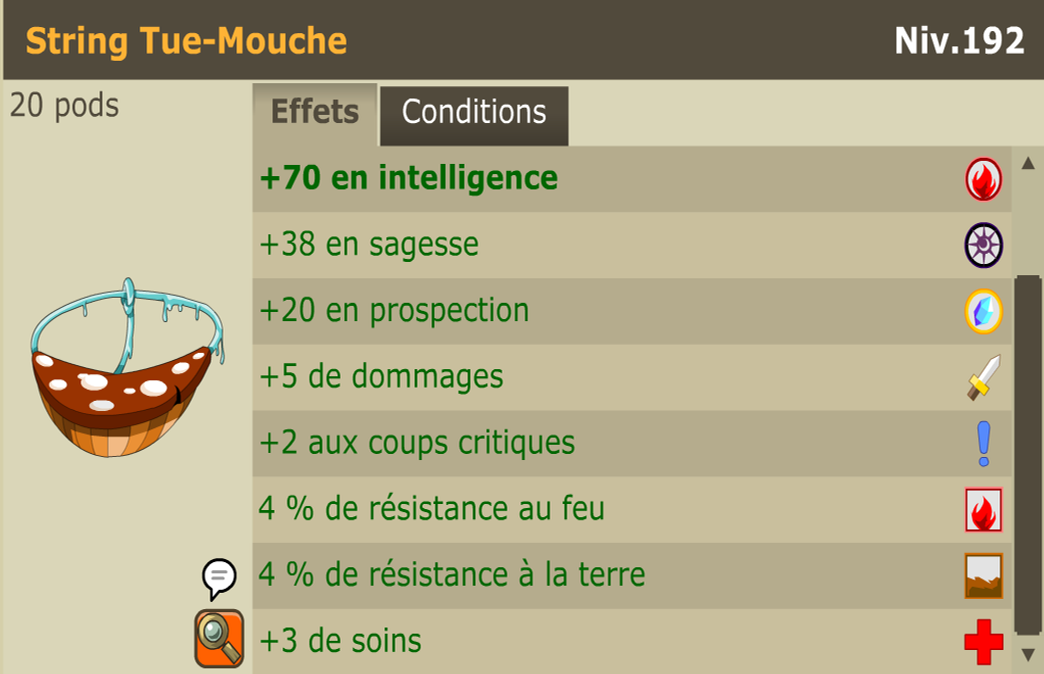 String Tue-Mouche
Niv.192
20 pods
Effets
Conditions
+70 en intelligence
+38 en sagesse
+20 en prospection
+5 de dommages
+2 aux coups critiques
4 % de résistance au feu
4 % de résistance à la terre
+3 de soins